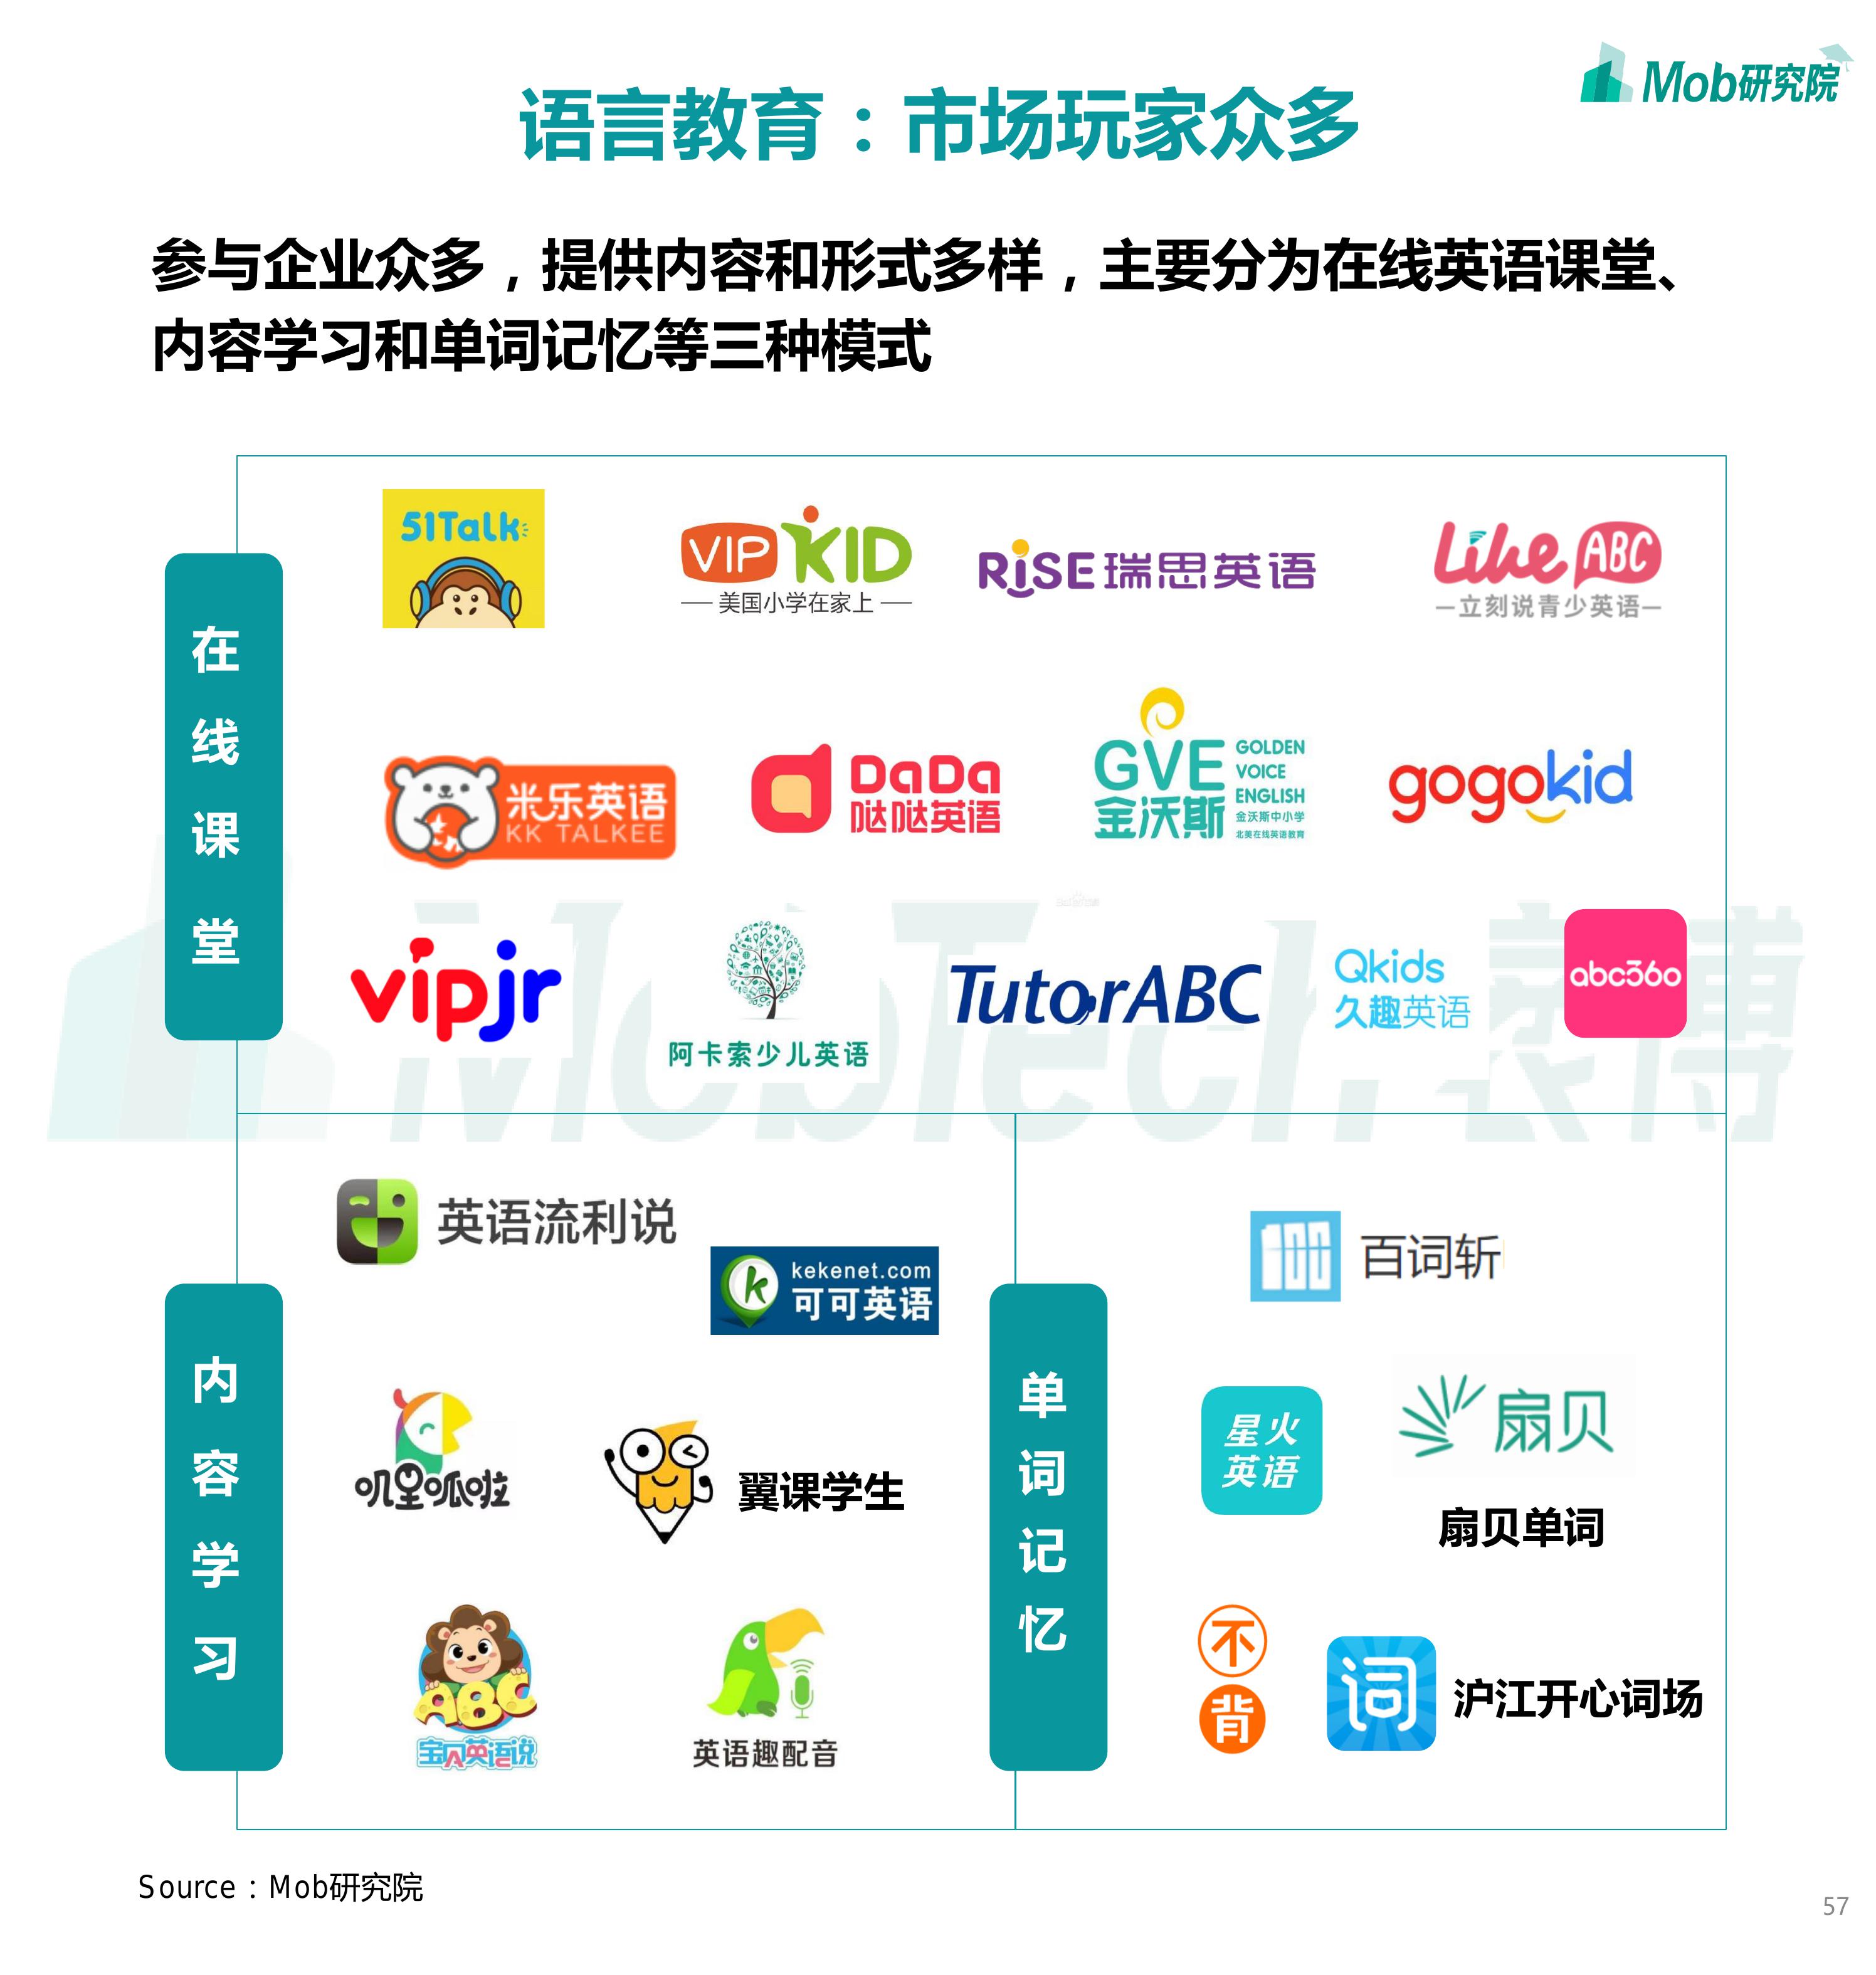 Mob研究院
语言教育：市场玩家众多
参与企业众多，提供内容和形式多样，主要分为在线英语课堂、
内容学习和单词记忆等三种模式
在线课堂
51Talk
VIPKID
美国小学在家上
RiSE瑞思英语
Like ABC
立刻说青少英语
米乐英语
KK TALKEE
DaDa
哒哒英语
GVE
金沃斯
GOLDEN
VOICE
ENGLISH
金沃斯中小学
北美在线英语教育
gogokid
vipjr
阿卡索少儿英语
TutorABC
Qkids
久趣英语
abc360
MobTech 袤博
内容学习
英语流利说
kekenet.com
可可英语
叽里呱啦
翼课学生
ABC
宝贝英语说
英语趣配音
单词记忆
百词斩
星火
英语
扇贝
扇贝单词
不
背
词
沪江开心词场
Source：Mob研究院
57